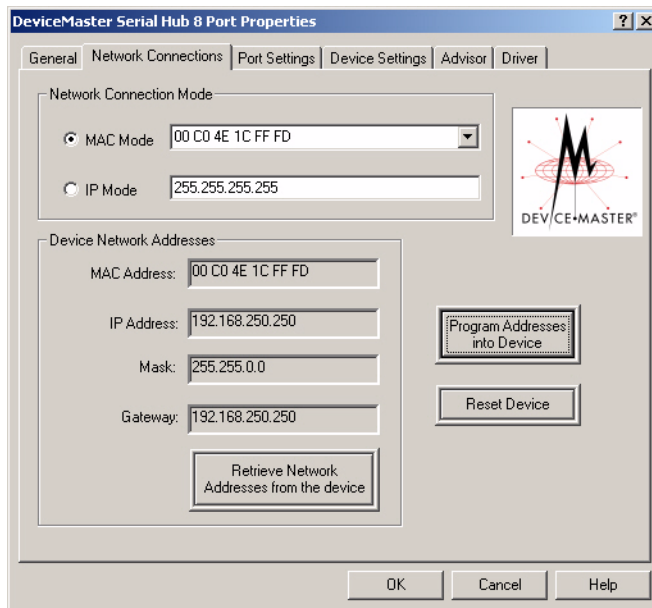 DeviceMaster Serial Hub 8 Port Properties
General Network Connections Port Settings Device Settings Advisor Driver
Network Connection Mode
MAC Mode 00 C0 4E 1C FF FD
IP Mode 255.255.255.255
DEVICE•MASTER®
Device Network Addresses
MAC Address: 00 C0 4E 1C FF FD
IP Address: 192.168.250.250
Mask: 255.255.0.0
Gateway: 192.168.250.250
Retrieve Network
Addresses from the device
Program Addresses
into Device
Reset Device
OK Cancel Help